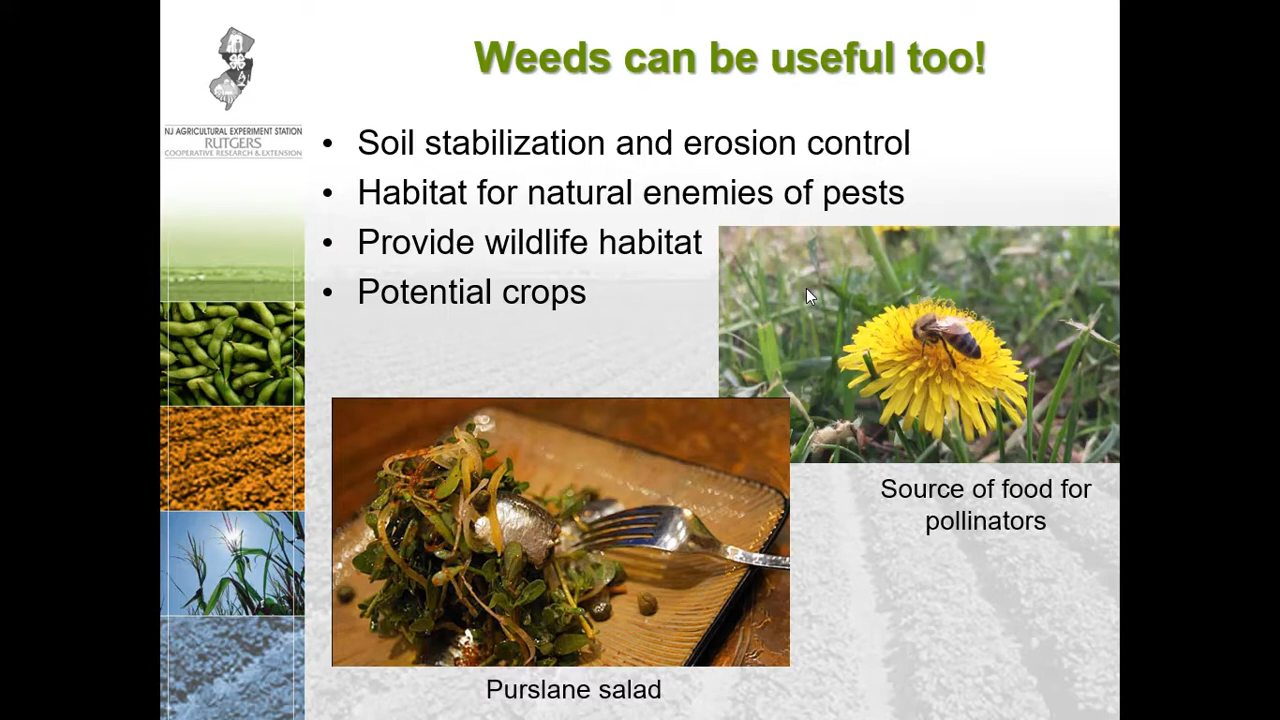 Weeds can be useful too!
NJ AGRICULTURAL EXPERIMENT STATION
RUTGERS
COOPERATIVE RESEARCH & EXTENSION
• Soil stabilization and erosion control
• Habitat for natural enemies of pests
• Provide wildlife habitat
• Potential crops
Source of food for
pollinators
Purslane salad